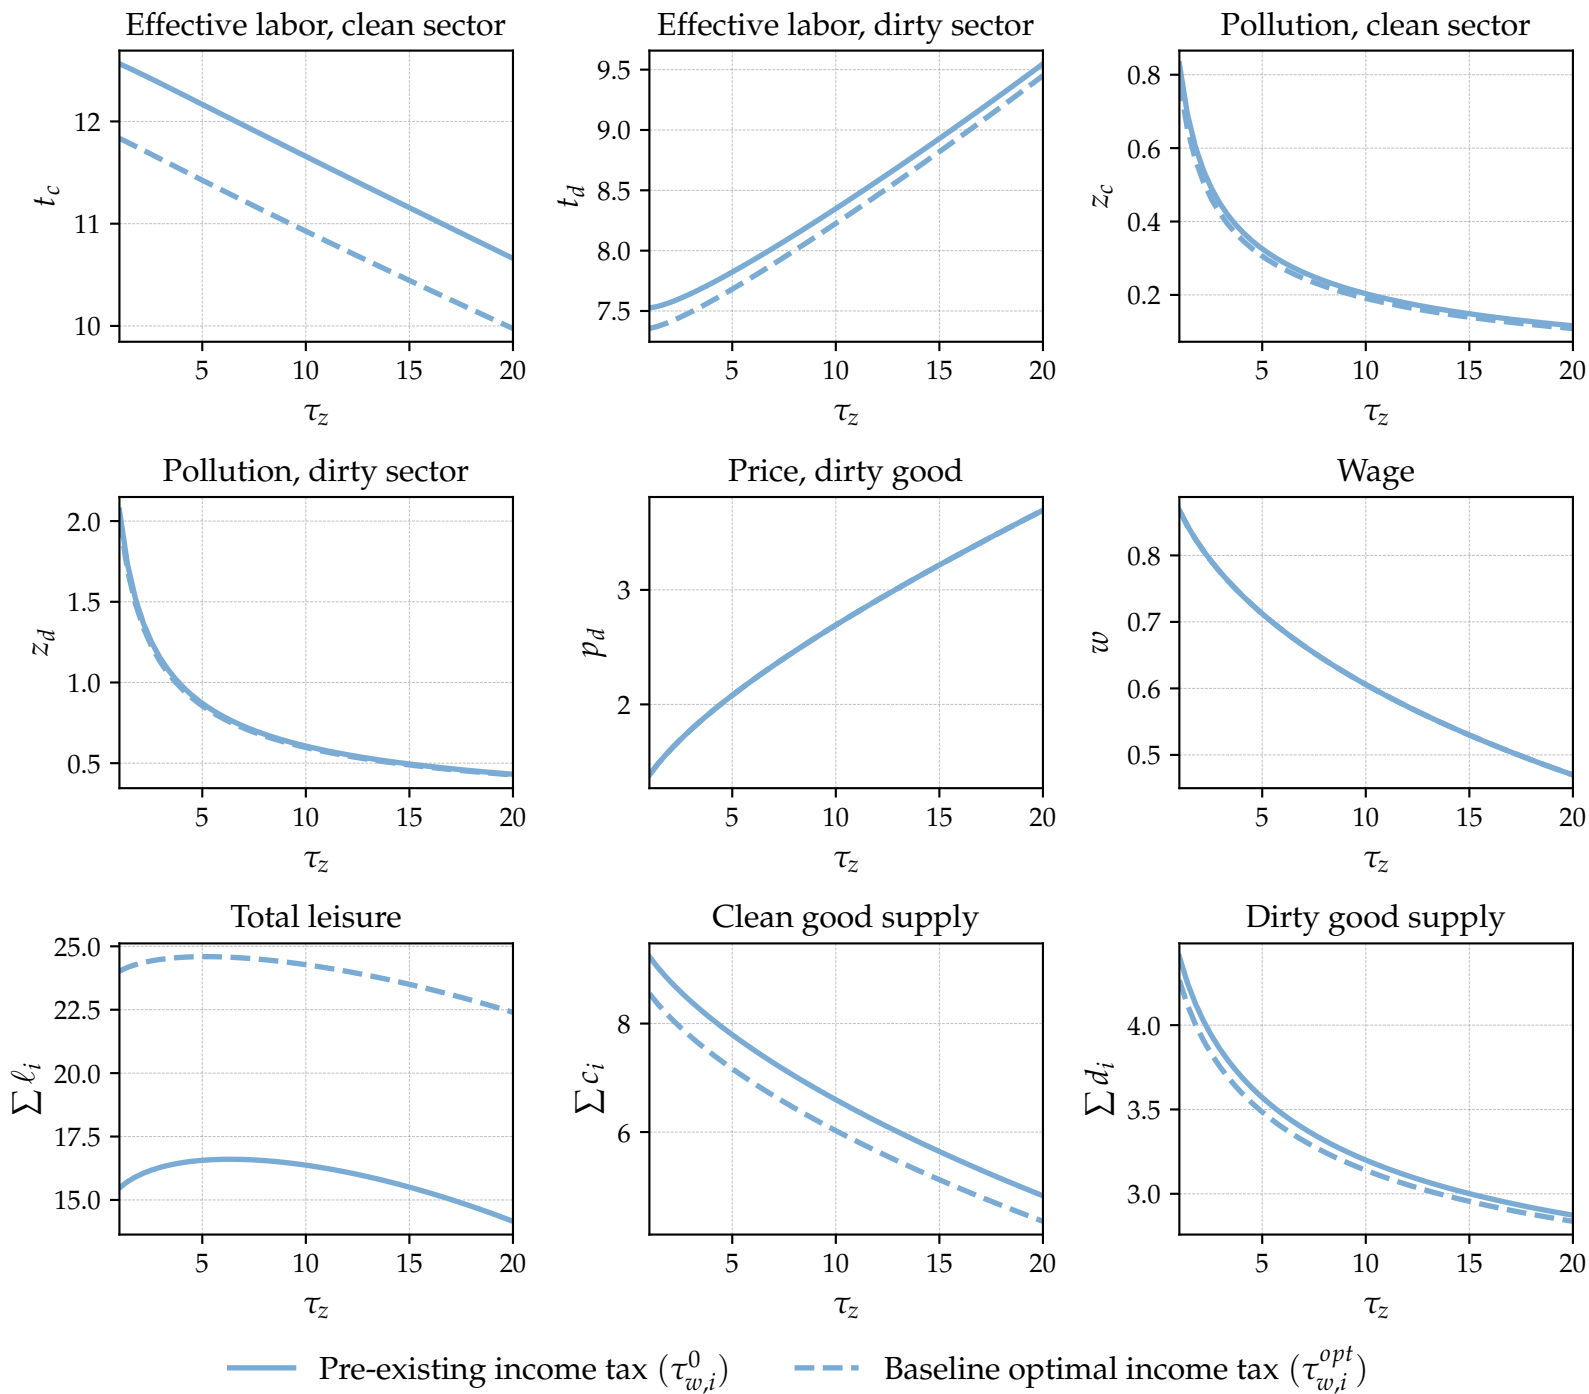 Effective labor, clean sector
Effective labor, dirty sector
Pollution, clean sector
12
11
10
t_c
5 10 15 20
τ_z
9.5
9.0
8.5
8.0
7.5
t_d
5 10 15 20
τ_z
0.8
0.6
0.4
0.2
z_c
5 10 15 20
τ_z
Pollution, dirty sector
Price, dirty good
Wage
2.0
1.5
1.0
0.5
z_d
5 10 15 20
τ_z
3
2
p_d
5 10 15 20
τ_z
0.8
0.7
0.6
0.5
w
5 10 15 20
τ_z
Total leisure
Clean good supply
Dirty good supply
25.0
22.5
20.0
17.5
15.0
∑ ℓ_i
5 10 15 20
τ_z
8
6
∑ c_i
5 10 15 20
τ_z
4.0
3.5
3.0
∑ d_i
5 10 15 20
τ_z
Pre-existing income tax (τ^0_{w,i})
Baseline optimal income tax (τ^{opt}_{w,i})